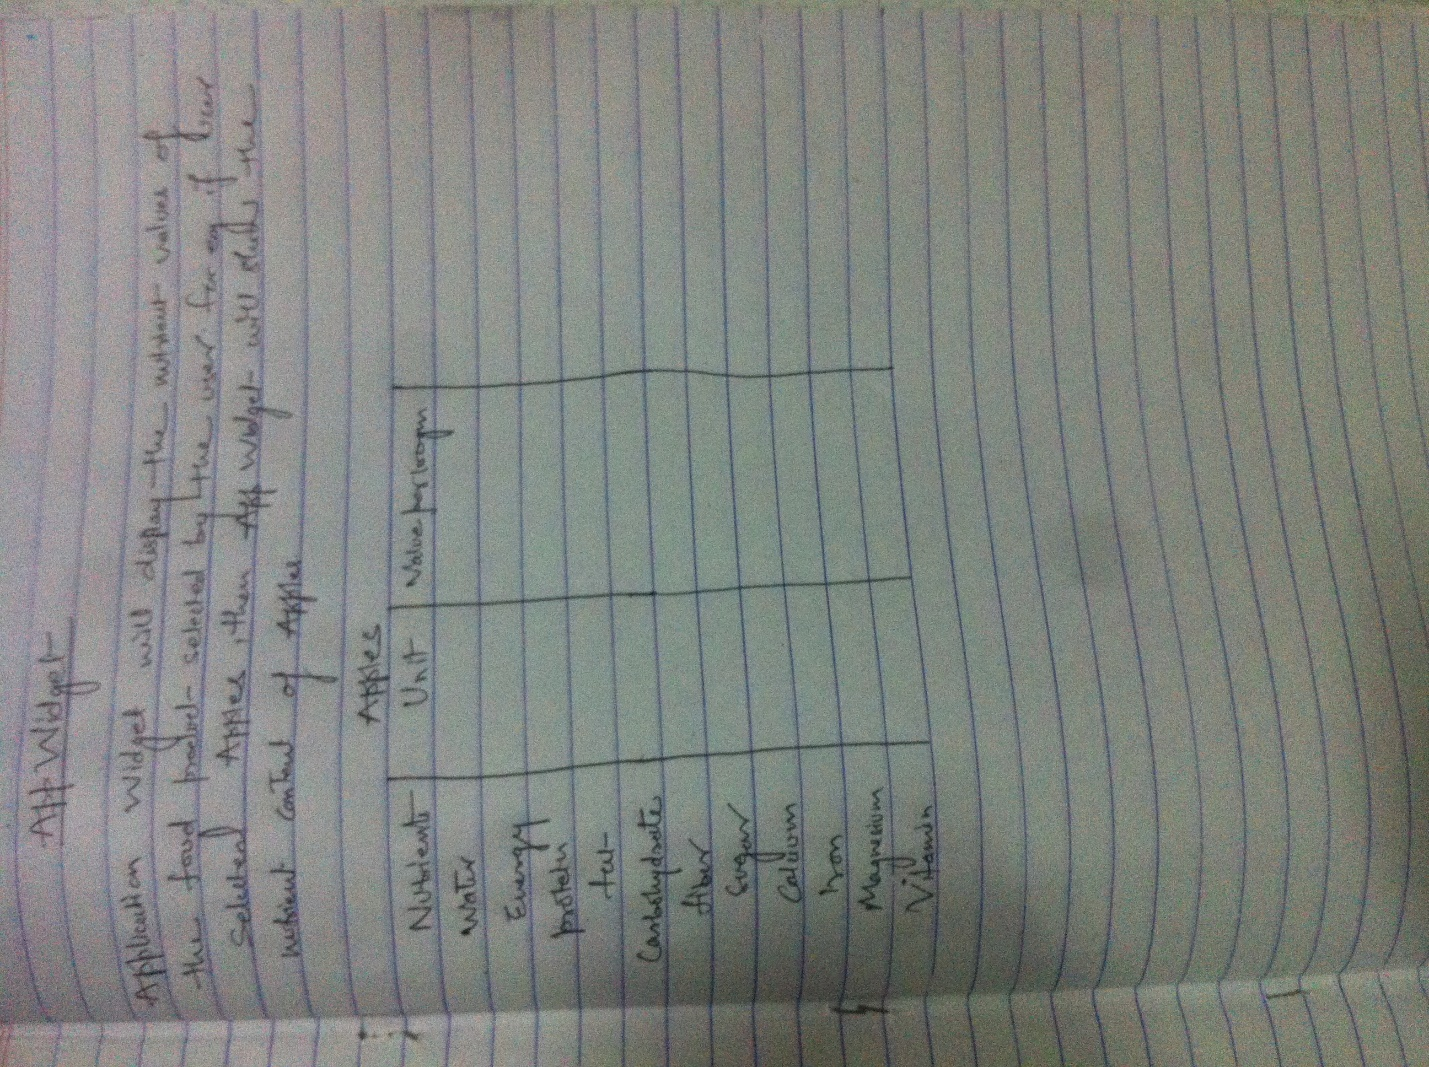 App Widget
Application Widget will display the nutrient values of
the food product selected by the user for eg if user
selected Apples, then App Widget will show the
nutrient content of Apples
Apples
Nutrients Unit Value per 100gm
Water
Energy
protein
fat
Carbohydrate
fiber
Sugar
Calcium
Iron
Magnesium
Vitamin